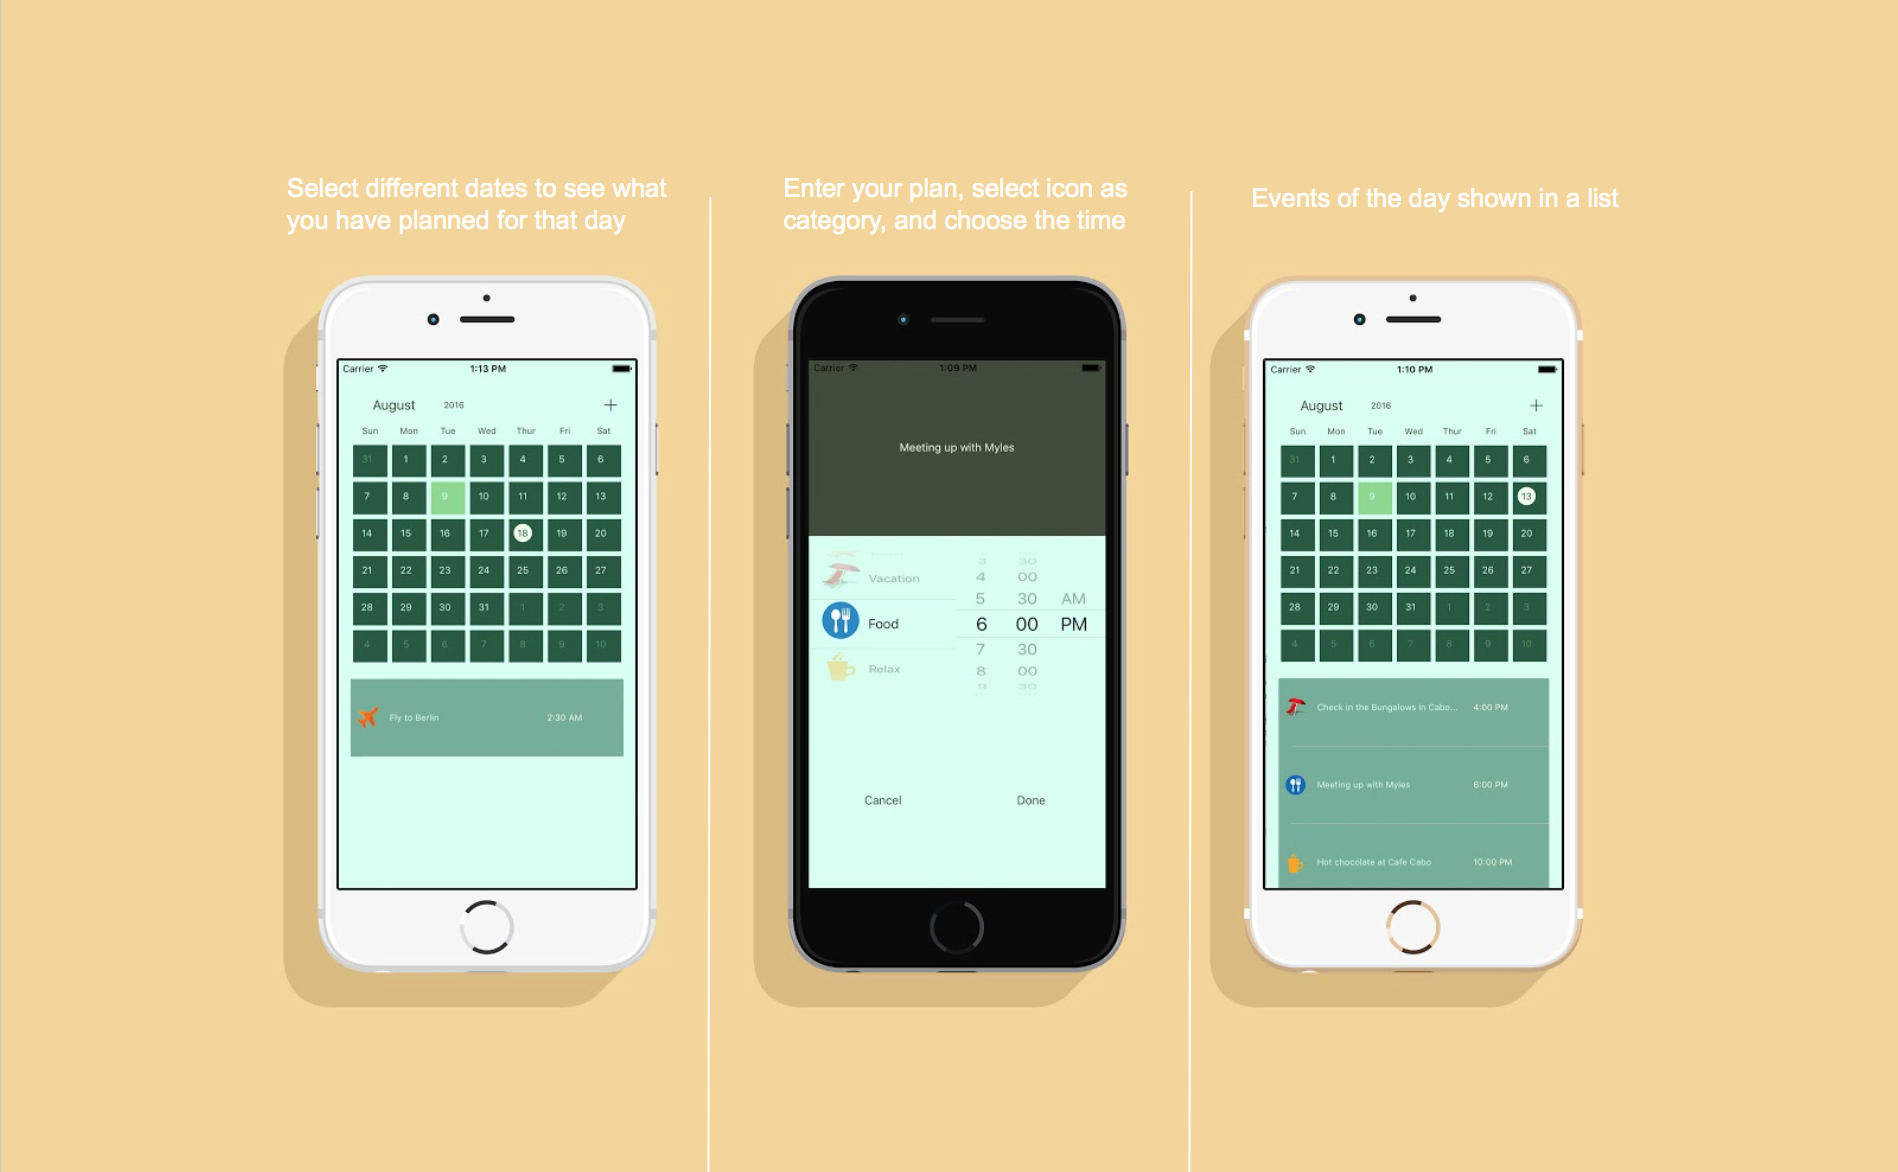 Select different dates to see what
you have planned for that day
Carrier 1:13 PM
August 2016 +
Sun Mon Tue Wed Thur Fri Sat
31 1 2 3 4 5 6
7 8 9 10 11 12 13
14 15 16 17 18 19 20
21 22 23 24 25 26 27
28 29 30 31 1 2 3
4 5 6 7 8 9 10
Fly to Berlin 2:30 AM
Enter your plan, select icon as
category, and choose the time
Carrier 1:09 PM
Meeting up with Myles
3 30
Vacation 4 00
5 30 AM
Food 6 00 PM
7 30
Relax 8 00
9 30
Cancel Done
Events of the day shown in a list
Carrier 1:10 PM
August 2016 +
Sun Mon Tue Wed Thur Fri Sat
31 1 2 3 4 5 6
7 8 9 10 11 12 13
14 15 16 17 18 19 20
21 22 23 24 25 26 27
28 29 30 31 1 2 3
4 5 6 7 8 9 10
Check in the Bungalows in Cabo... 4:00 PM
Meeting up with Myles 6:00 PM
Hot chocolate at Cafe Cabo 10:00 PM